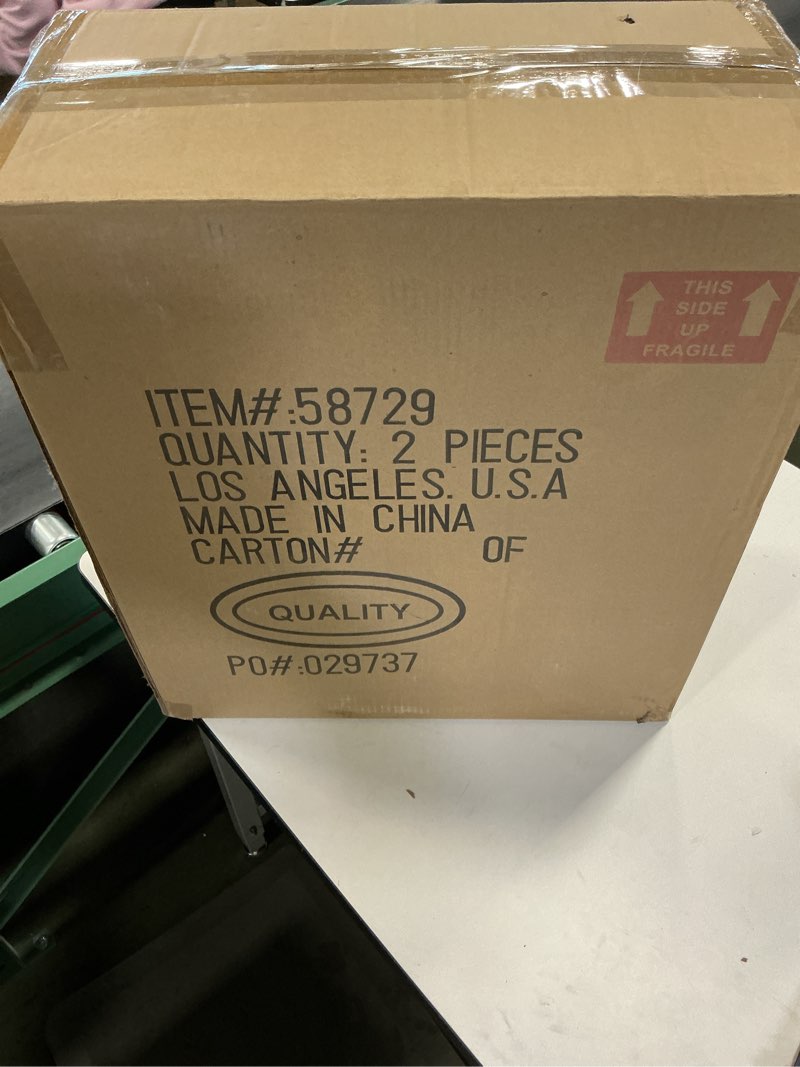 THIS
SIDE
UP
FRAGILE
ITEM#:58729
QUANTITY: 2 PIECES
LOS ANGELES. U.S.A
MADE IN CHINA
CARTON# OF
QUALITY
PO#:029737